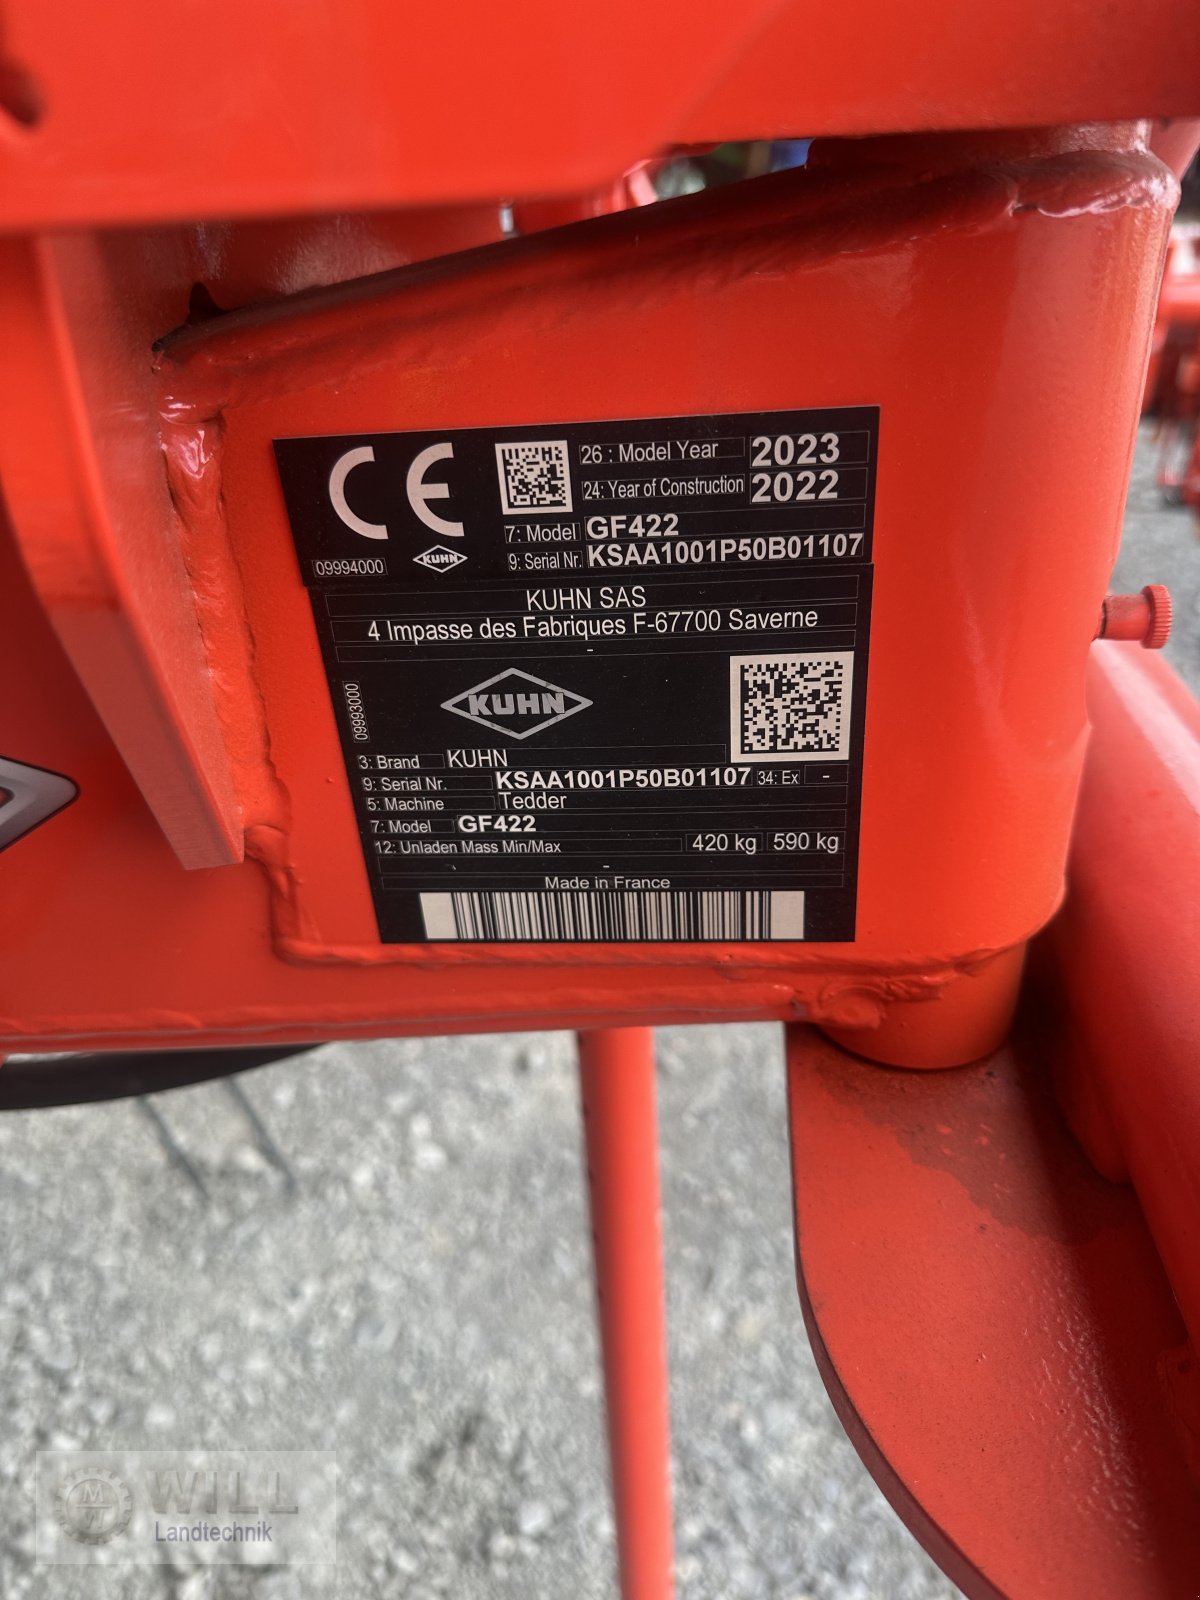 CE
26 : Model Year 2023
24: Year of Construction 2022
7: Model GF422
9: Serial Nr. KSAA1001P50B01107
09994000
KUHN
KUHN SAS
4 Impasse des Fabriques F-67700 Saverne
-
09993000
KUHN
3: Brand KUHN
9: Serial Nr. KSAA1001P50B01107 34: Ex -
5: Machine Tedder
7: Model GF422
12: Unladen Mass Min/Max 420 kg 590 kg
-
Made in France
WILL
Landtechnik